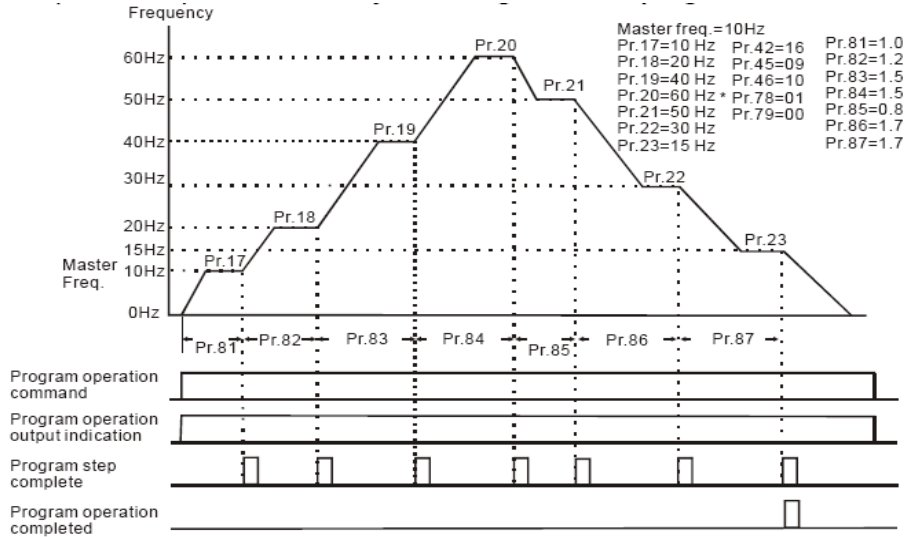 Frequency
Master freq.=10Hz
Pr.17=10 Hz Pr.42=16 Pr.81=1.0
Pr.18=20 Hz Pr.45=09 Pr.82=1.2
Pr.19=40 Hz Pr.46=10 Pr.83=1.5
Pr.20=60 Hz * Pr.78=01 Pr.84=1.5
Pr.21=50 Hz Pr.79=00 Pr.85=0.8
Pr.22=30 Hz Pr.86=1.7
Pr.23=15 Hz Pr.87=1.7
60Hz
50Hz
40Hz
30Hz
20Hz
15Hz
10Hz
0Hz
Master
Freq.
Pr.17
Pr.18
Pr.19
Pr.20
Pr.21
Pr.22
Pr.23
Pr.81
Pr.82
Pr.83
Pr.84
Pr.85
Pr.86
Pr.87
Program operation
command
Program operation
output indication
Program step
complete
Program operation
completed